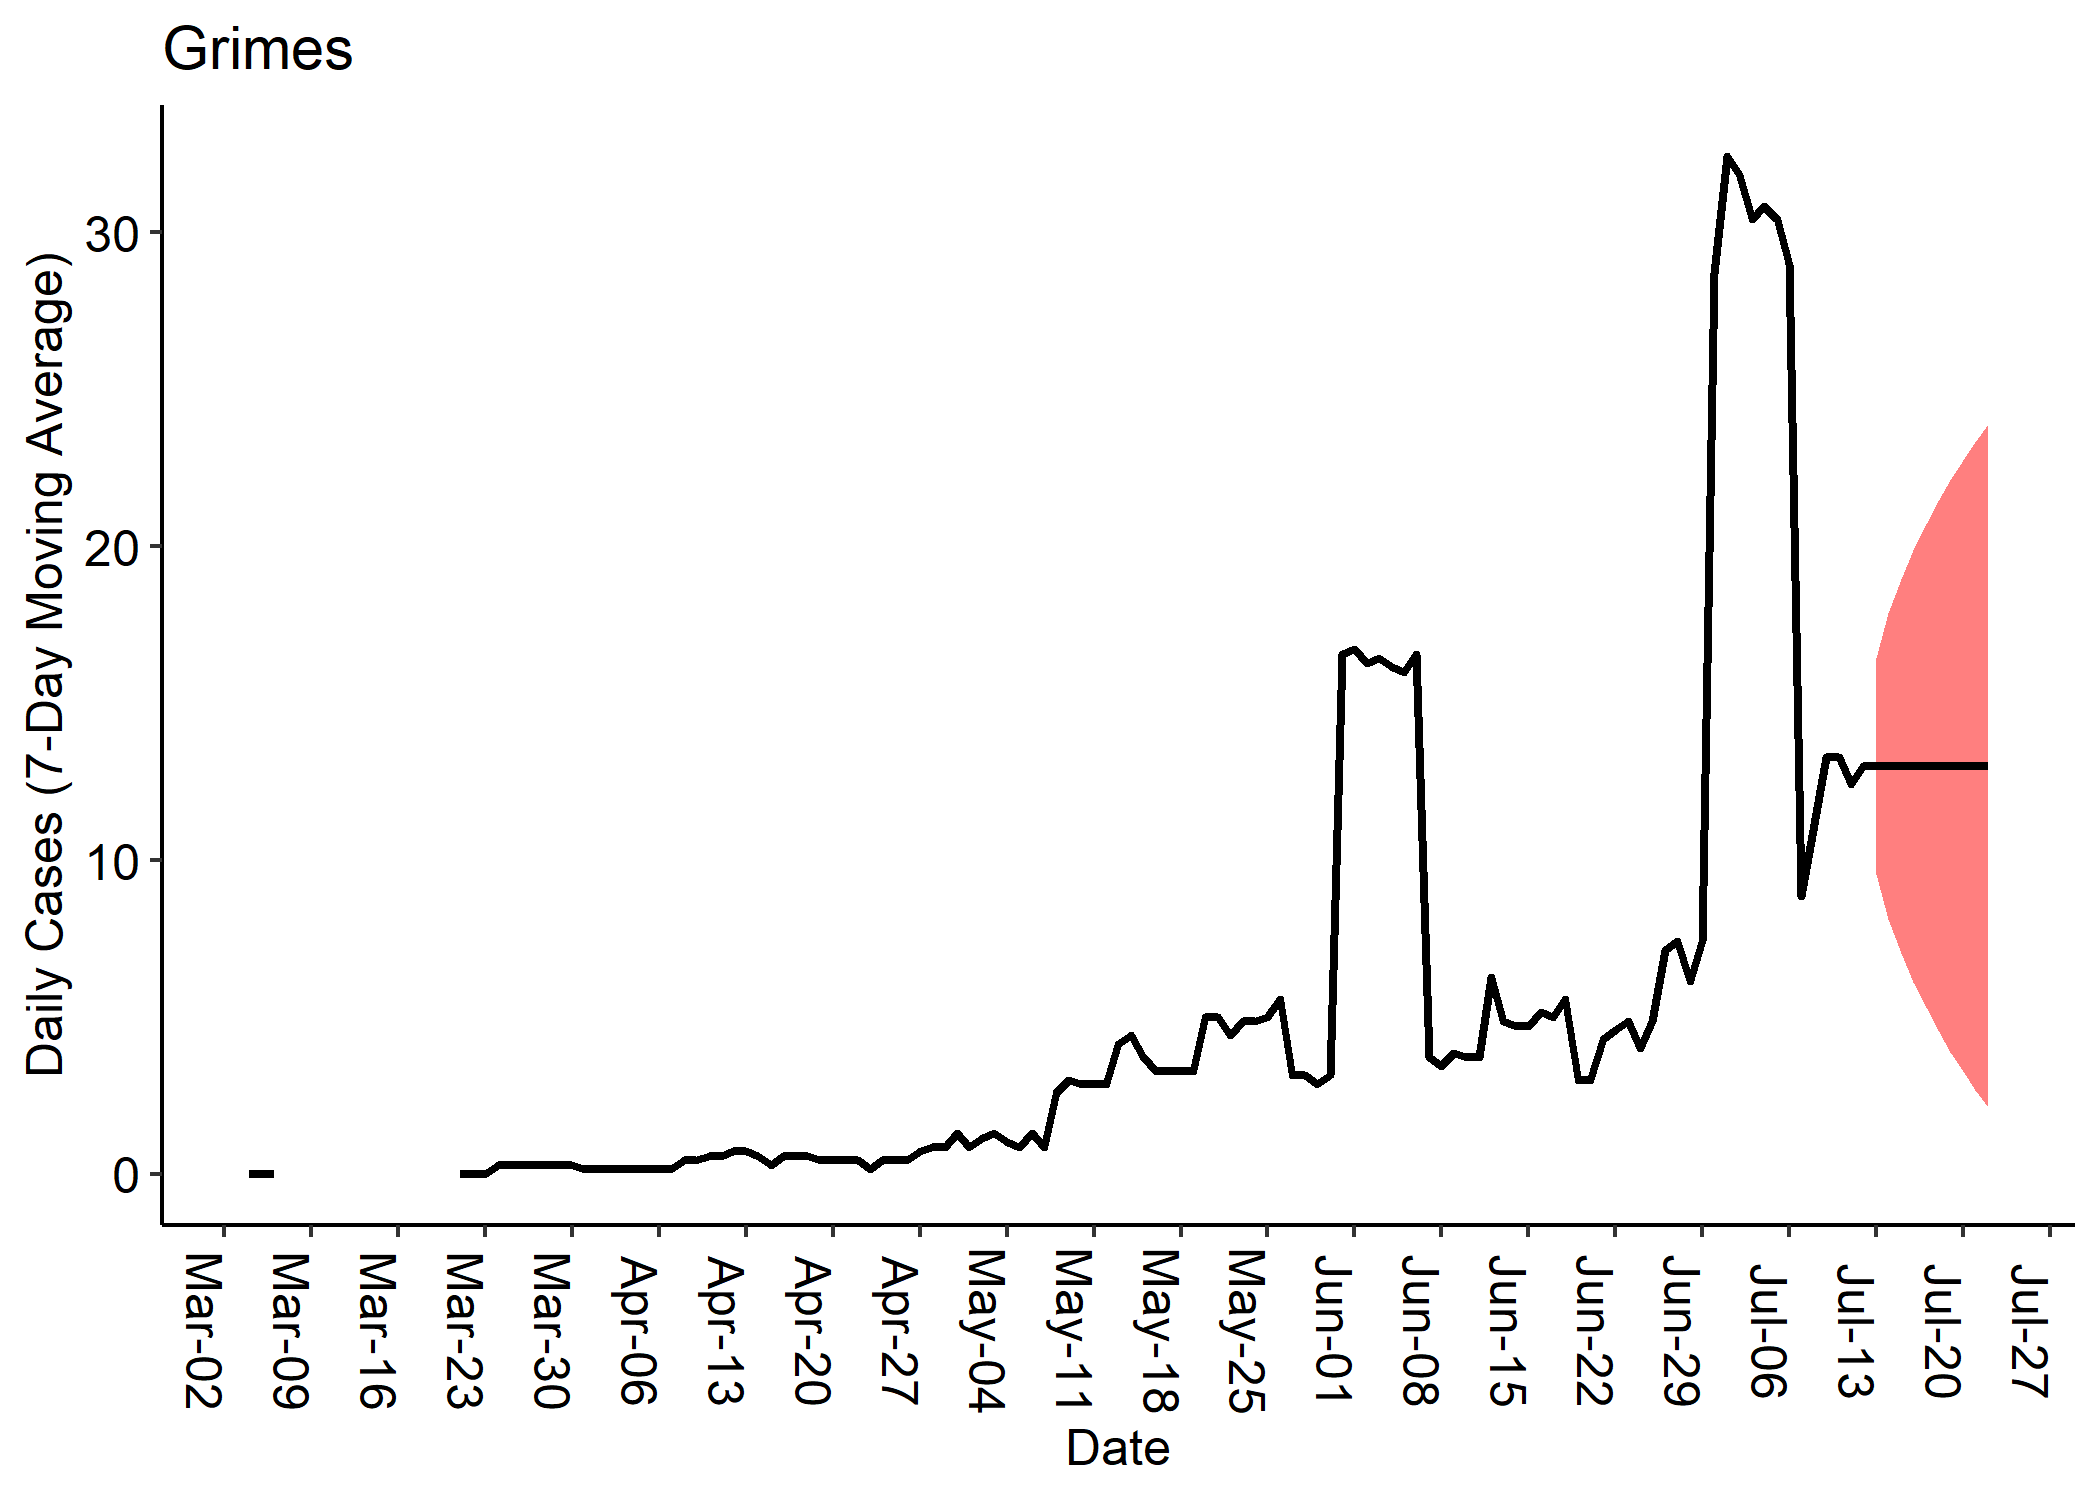 Grimes
Daily Cases (7-Day Moving Average)
30
20
10
0
Mar-02
Mar-09
Mar-16
Mar-23
Mar-30
Apr-06
Apr-13
Apr-20
Apr-27
May-04
May-11
May-18
May-25
Jun-01
Jun-08
Jun-15
Jun-22
Jun-29
Jul-06
Jul-13
Jul-20
Jul-27
Date